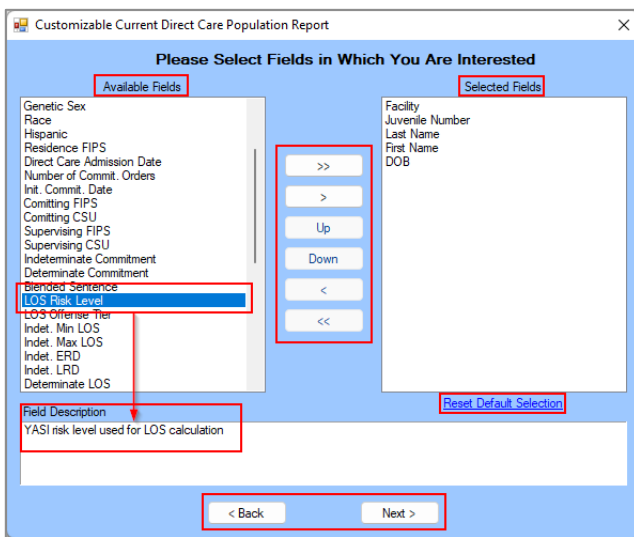 Customizable Current Direct Care Population Report
Please Select Fields in Which You Are Interested
Available Fields
Genetic Sex
Race
Hispanic
Residence FIPS
Direct Care Admission Date
Number of Commit. Orders
Init. Commit. Date
Comitting FIPS
Comitting CSU
Supervising FIPS
Supervising CSU
Indeterminate Commitment
Determinate Commitment
Blended Sentence
LOS Risk Level
LOS Offense Tier
Indet. Min LOS
Indet. Max LOS
Indet. ERD
Indet. LRD
Determinate LOS
>>
>
Up
Down
<
<<
Selected Fields
Facility
Juvenile Number
Last Name
First Name
DOB
Reset Default Selection
Field Description
YASI risk level used for LOS calculation
< Back
Next >